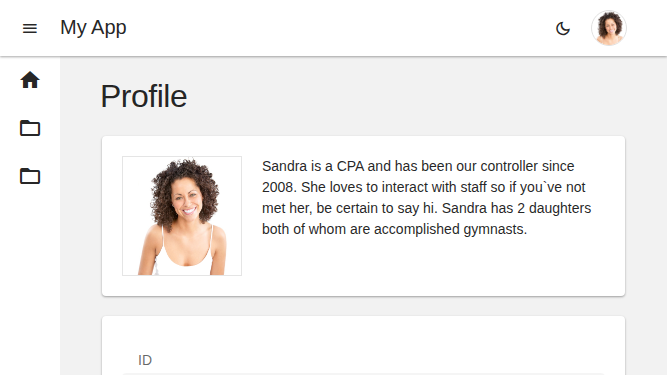 My App
Profile
Sandra is a CPA and has been our controller since
2008. She loves to interact with staff so if you`ve not
met her, be certain to say hi. Sandra has 2 daughters
both of whom are accomplished gymnasts.
ID